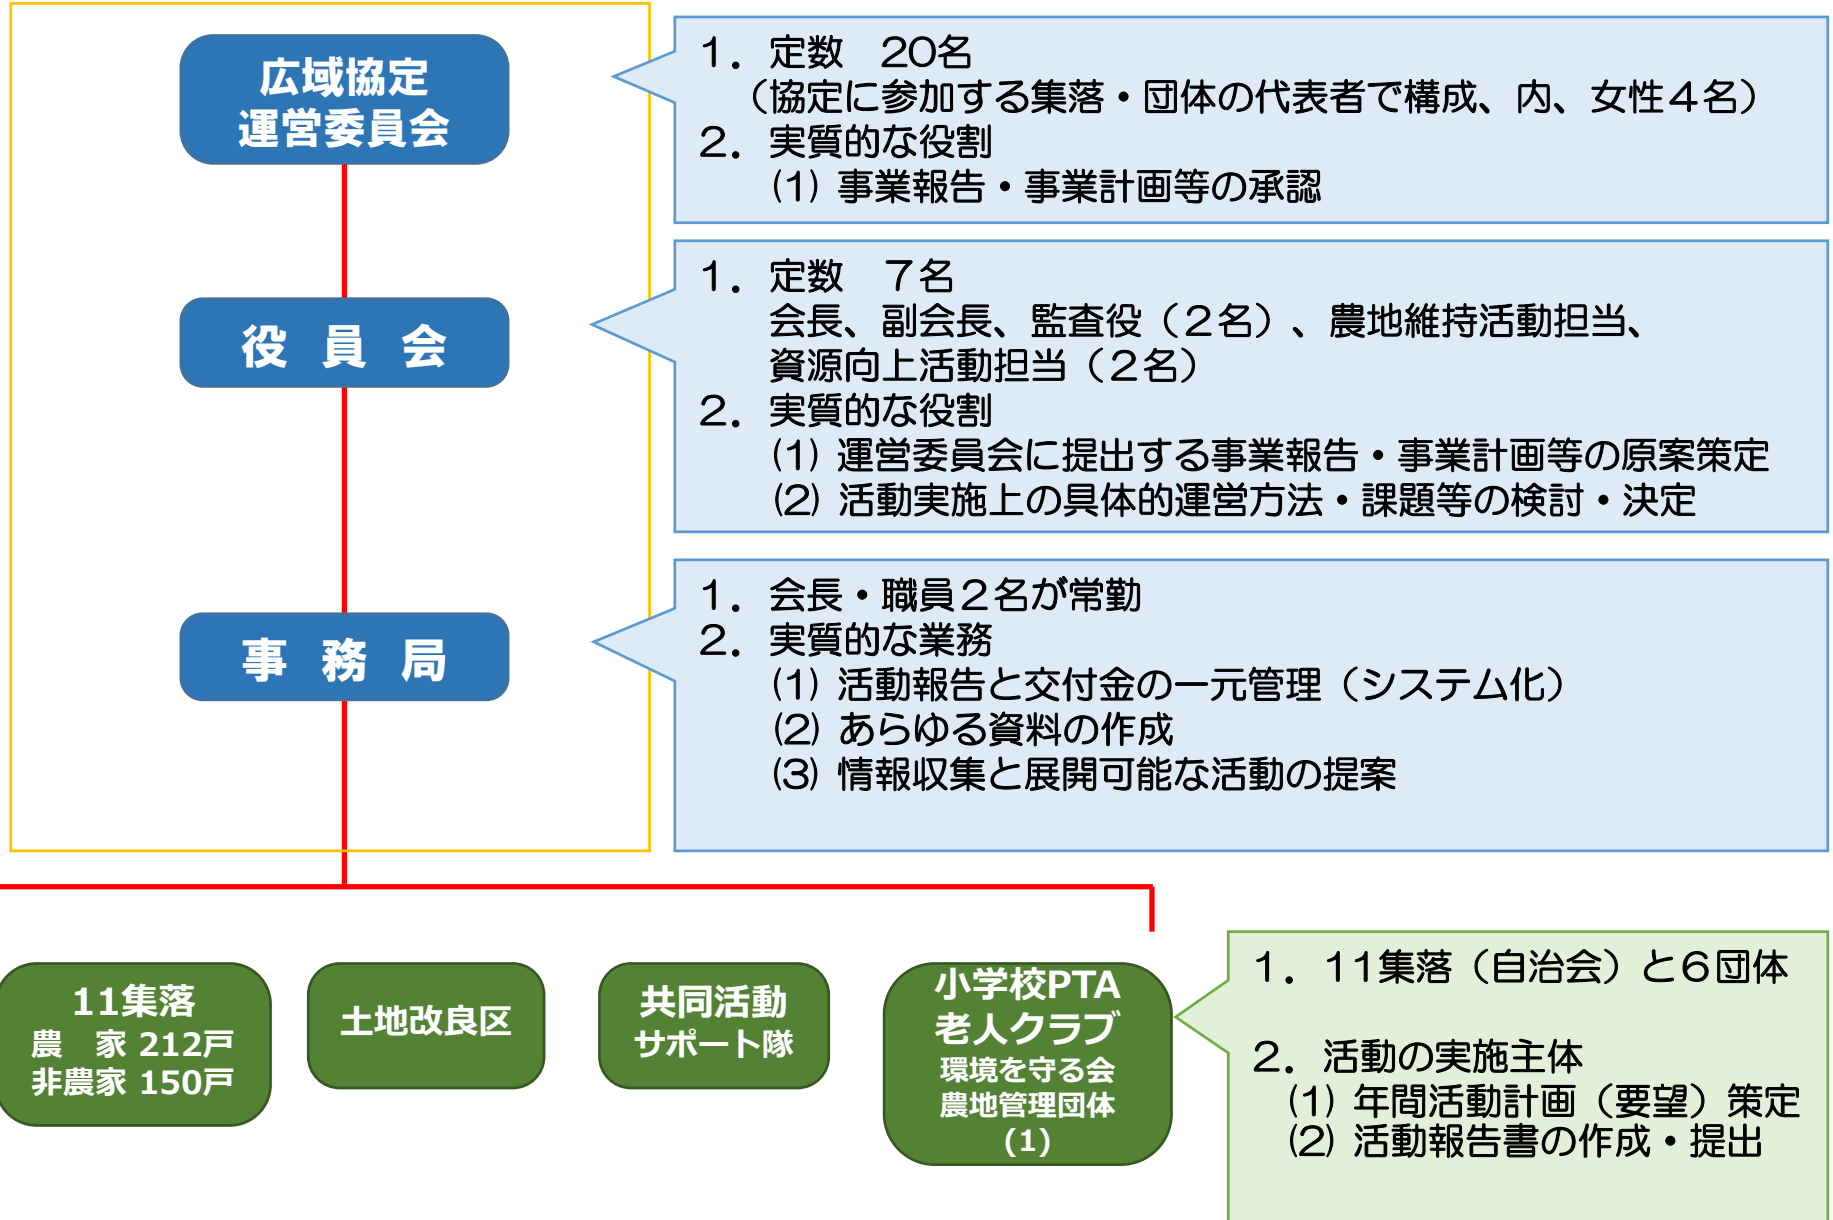 広域協定
運営委員会
1．定数　20名
（協定に参加する集落・団体の代表者で構成、内、女性４名）
2．実質的な役割
(1) 事業報告・事業計画等の承認
役 員 会
1．定数　７名
会長、副会長、監査役（２名）、農地維持活動担当、
資源向上活動担当（２名）
2．実質的な役割
(1) 運営委員会に提出する事業報告・事業計画等の原案策定
(2) 活動実施上の具体的運営方法・課題等の検討・決定
事 務 局
1．会長・職員２名が常勤
2．実質的な業務
(1) 活動報告と交付金の一元管理（システム化）
(2) あらゆる資料の作成
(3) 情報収集と展開可能な活動の提案
11集落
農　家 212戸
非農家 150戸
土地改良区
共同活動
サポート隊
小学校PTA
老人クラブ
環境を守る会
農地管理団体
(1)
1．11集落（自治会）と６団体
2．活動の実施主体
(1) 年間活動計画（要望）策定
(2) 活動報告書の作成・提出